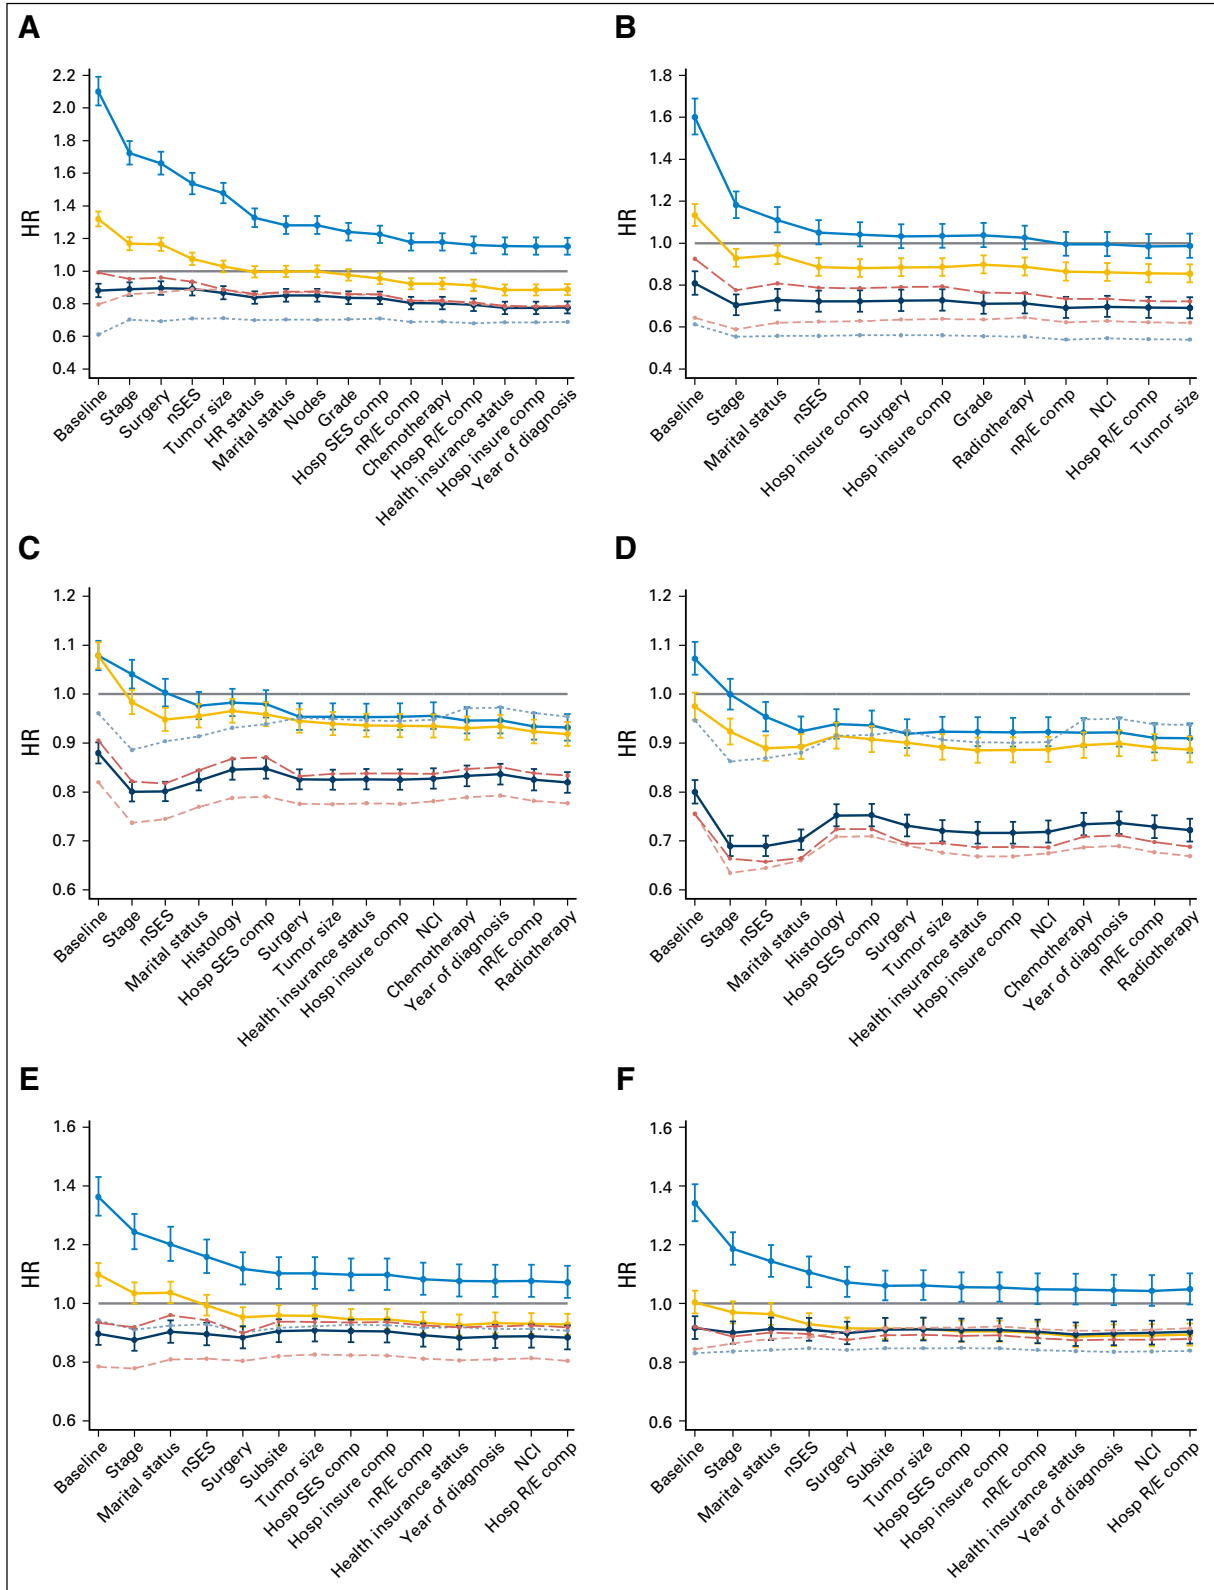 A
HR
2.2
2.0
1.8
1.6
1.4
1.2
1.0
0.8
0.6
0.4
Baseline
Stage
Surgery
nSES
Tumor size
HR status
Marital status
Nodes
Grade
Hosp SES comp
nR/E comp
Chemotherapy
Hosp R/E comp
Health insurance status
Hosp insure comp
Year of diagnosis
B
HR
1.8
1.6
1.4
1.2
1.0
0.8
0.6
0.4
Baseline
Stage
Marital status
nSES
Hosp insure comp
Surgery
Hosp insure comp
Grade
Radiotherapy
nR/E comp
NCI
Hosp R/E comp
Tumor size
C
HR
1.2
1.1
1.0
0.9
0.8
0.7
0.6
Baseline
Stage
nSES
Marital status
Histology
Hosp SES comp
Surgery
Tumor size
Health insurance status
Hosp insure comp
NCI
Chemotherapy
Year of diagnosis
nR/E comp
Radiotherapy
D
HR
1.2
1.1
1.0
0.9
0.8
0.7
0.6
Baseline
Stage
nSES
Marital status
Histology
Hosp SES comp
Surgery
Tumor size
Health insurance status
Hosp insure comp
NCI
Chemotherapy
Year of diagnosis
nR/E comp
Radiotherapy
E
HR
1.6
1.4
1.2
1.0
0.8
0.6
Baseline
Stage
Marital status
nSES
Surgery
Subsite
Tumor size
Hosp SES comp
Hosp insure comp
nR/E comp
Health insurance status
Year of diagnosis
NCI
Hosp R/E comp
F
HR
1.6
1.4
1.2
1.0
0.8
0.6
Baseline
Stage
Marital status
nSES
Surgery
Subsite
Tumor size
Hosp SES comp
Hosp insure comp
nR/E comp
Health insurance status
Year of diagnosis
NCI
Hosp R/E comp